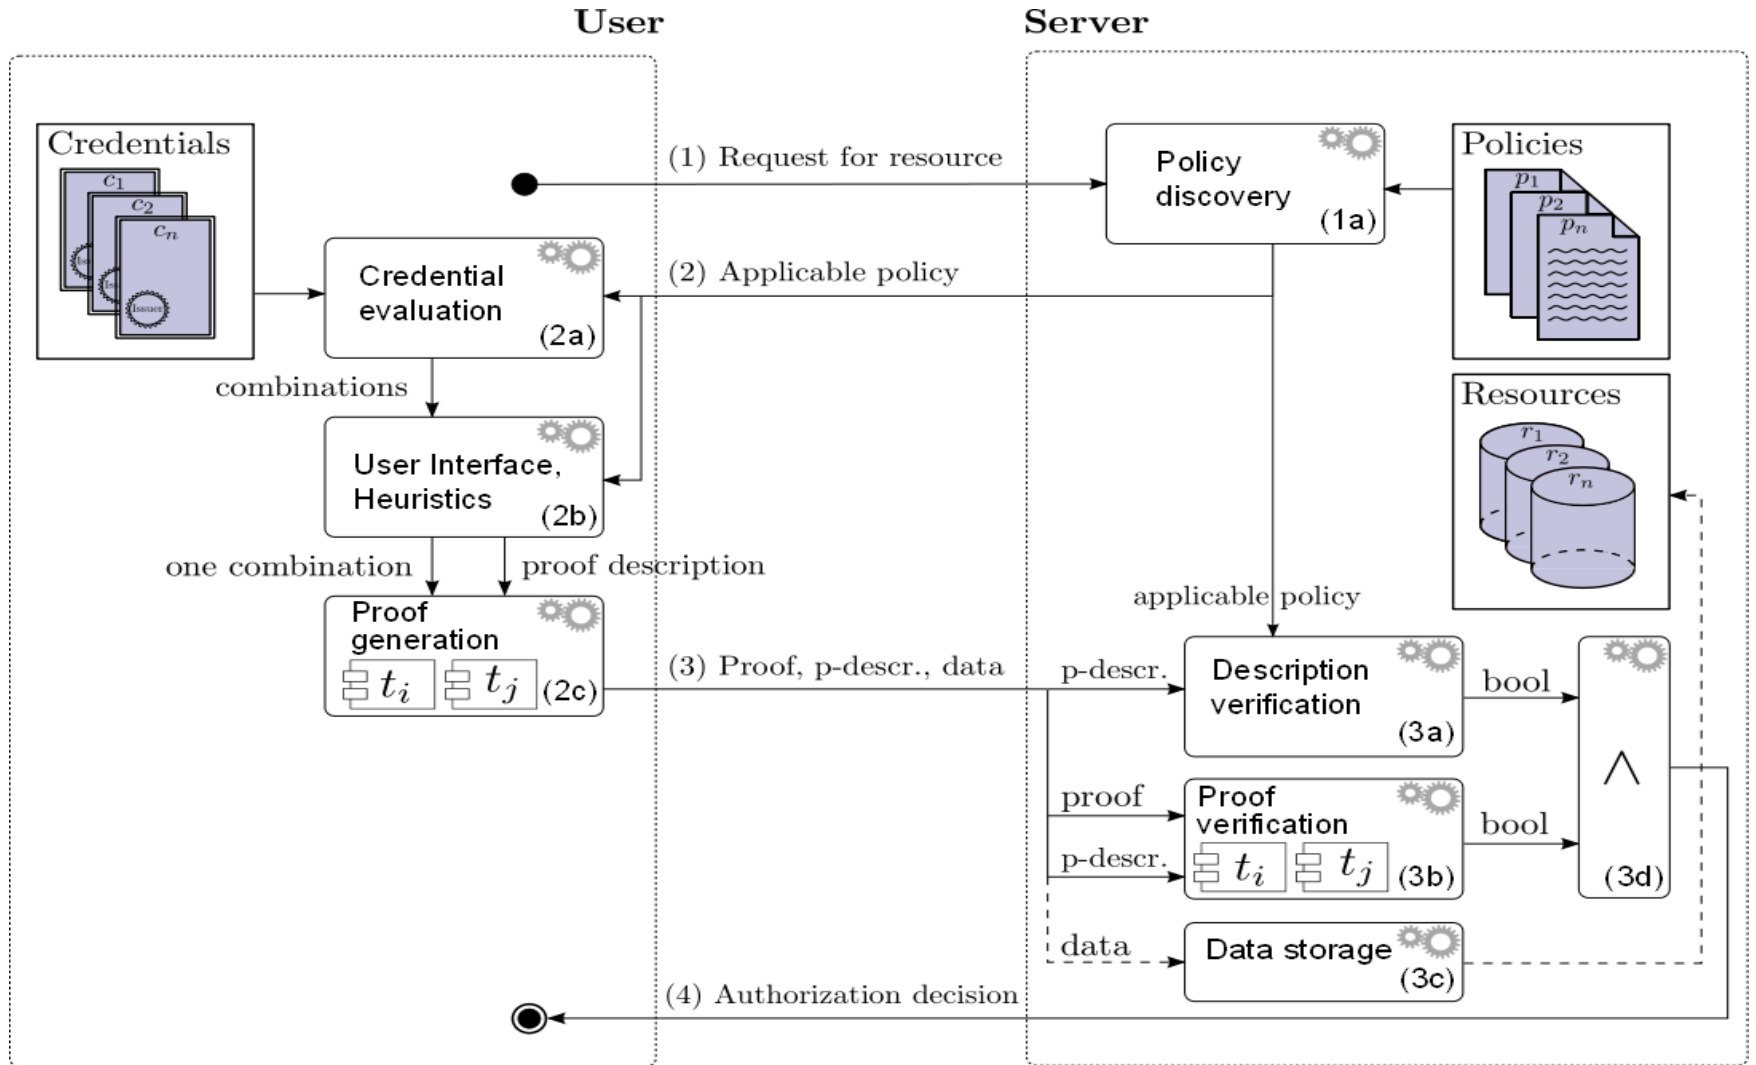 User
Server
Credentials
c1
c2
cn
Issuer
(1) Request for resource
Policy
discovery
(1a)
Policies
p1
p2
pn
Credential
evaluation
(2a)
(2) Applicable policy
combinations
User Interface,
Heuristics
(2b)
Resources
r1
r2
rn
one combination
proof description
applicable policy
Proof
generation
ti
tj
(2c)
(3) Proof, p-descr., data
p-descr.
Description
verification
(3a)
bool
proof
p-descr.
Proof
verification
ti
tj
(3b)
bool
∧
(3d)
data
Data storage
(3c)
(4) Authorization decision